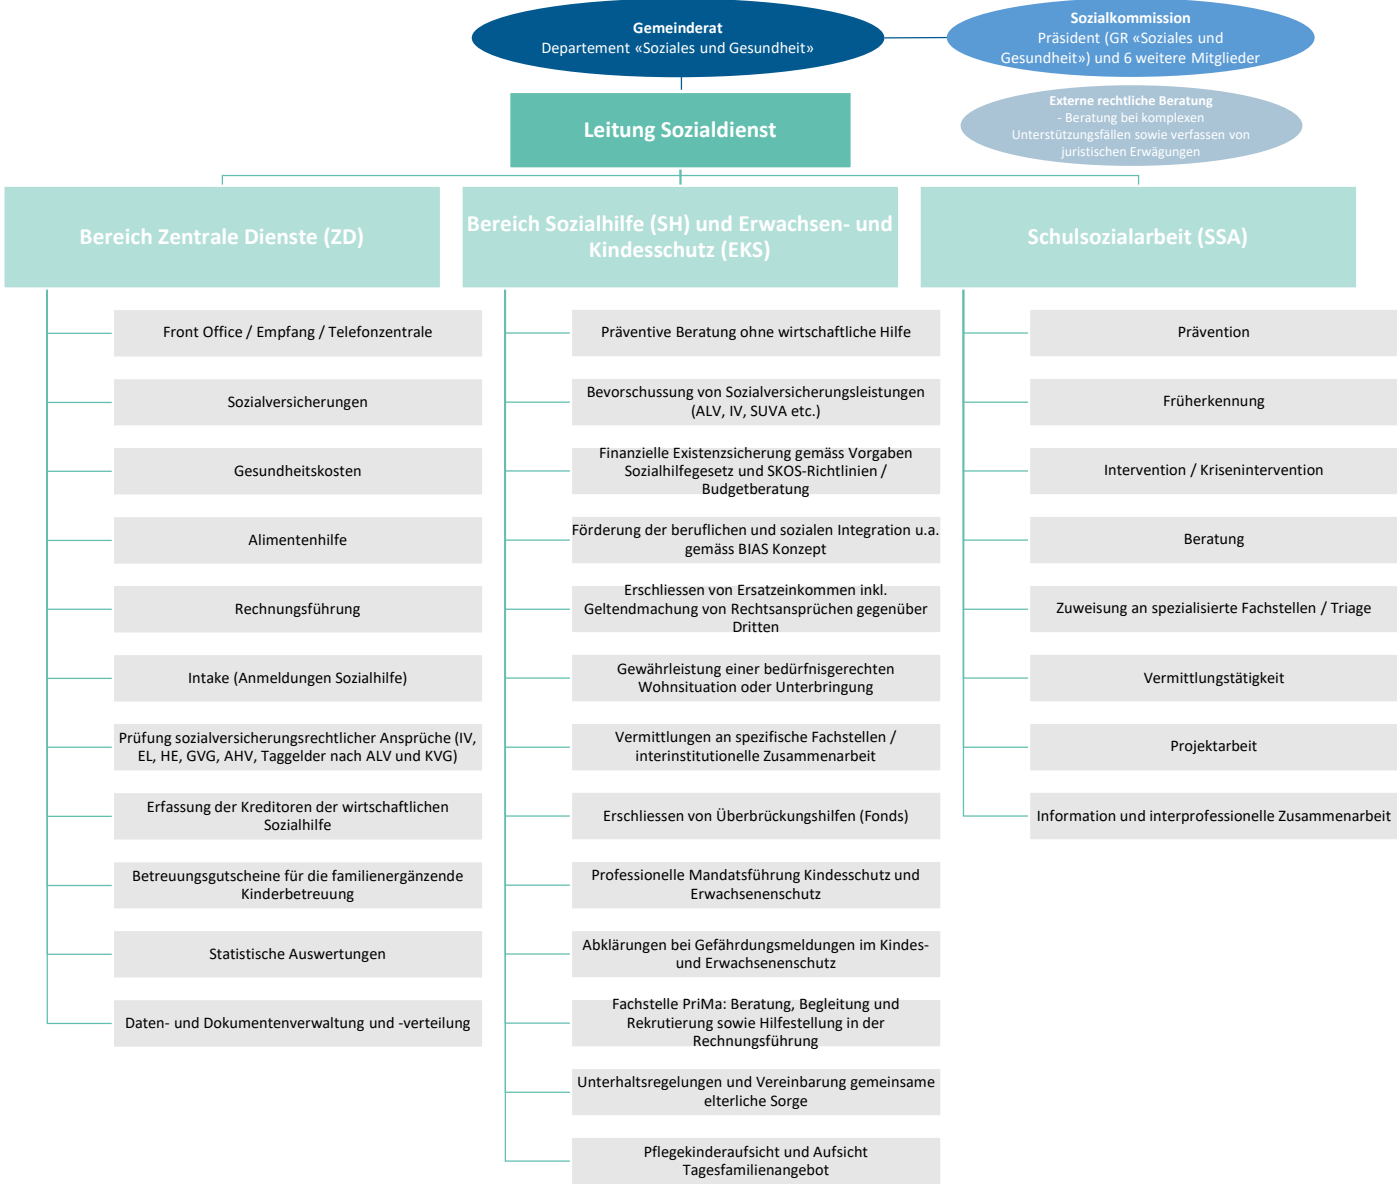 Gemeinderat
Departement «Soziales und Gesundheit»
Sozialkommission
Präsident (GR «Soziales und
Gesundheit») und 6 weitere Mitglieder
Externe rechtliche Beratung
- Beratung bei komplexen
Unterstützungsfällen sowie verfassen von
juristischen Erwägungen
Leitung Sozialdienst
Bereich Zentrale Dienste (ZD)
Front Office / Empfang / Telefonzentrale
Sozialversicherungen
Gesundheitskosten
Alimentenhilfe
Rechnungsführung
Intake (Anmeldungen Sozialhilfe)
Prüfung sozialversicherungsrechtlicher Ansprüche (IV,
EL, HE, GVG, AHV, Taggelder nach ALV und KVG)
Erfassung der Kreditoren der wirtschaftlichen
Sozialhilfe
Betreuungsgutscheine für die familienergänzende
Kinderbetreuung
Statistische Auswertungen
Daten- und Dokumentenverwaltung und -verteilung
Bereich Sozialhilfe (SH) und Erwachsen- und
Kindesschutz (EKS)
Präventive Beratung ohne wirtschaftliche Hilfe
Bevorschussung von Sozialversicherungsleistungen
(ALV, IV, SUVA etc.)
Finanzielle Existenzsicherung gemäss Vorgaben
Sozialhilfegesetz und SKOS-Richtlinien /
Budgetberatung
Förderung der beruflichen und sozialen Integration u.a.
gemäss BIAS Konzept
Erschliessen von Ersatzeinkommen inkl.
Geltendmachung von Rechtsansprüchen gegenüber
Dritten
Gewährleistung einer bedürfnisgerechten
Wohnsituation oder Unterbringung
Vermittlungen an spezifische Fachstellen /
interinstitutionelle Zusammenarbeit
Erschliessen von Überbrückungshilfen (Fonds)
Professionelle Mandatsführung Kindesschutz und
Erwachsenenschutz
Abklärungen bei Gefährdungsmeldungen im Kindes-
und Erwachsenenschutz
Fachstelle PriMa: Beratung, Begleitung und
Rekrutierung sowie Hilfestellung in der
Rechnungsführung
Unterhaltsregelungen und Vereinbarung gemeinsame
elterliche Sorge
Pflegekinderaufsicht und Aufsicht
Tagesfamilienangebot
Schulsozialarbeit (SSA)
Prävention
Früherkennung
Intervention / Krisenintervention
Beratung
Zuweisung an spezialisierte Fachstellen / Triage
Vermittlungstätigkeit
Projektarbeit
Information und interprofessionelle Zusammenarbeit